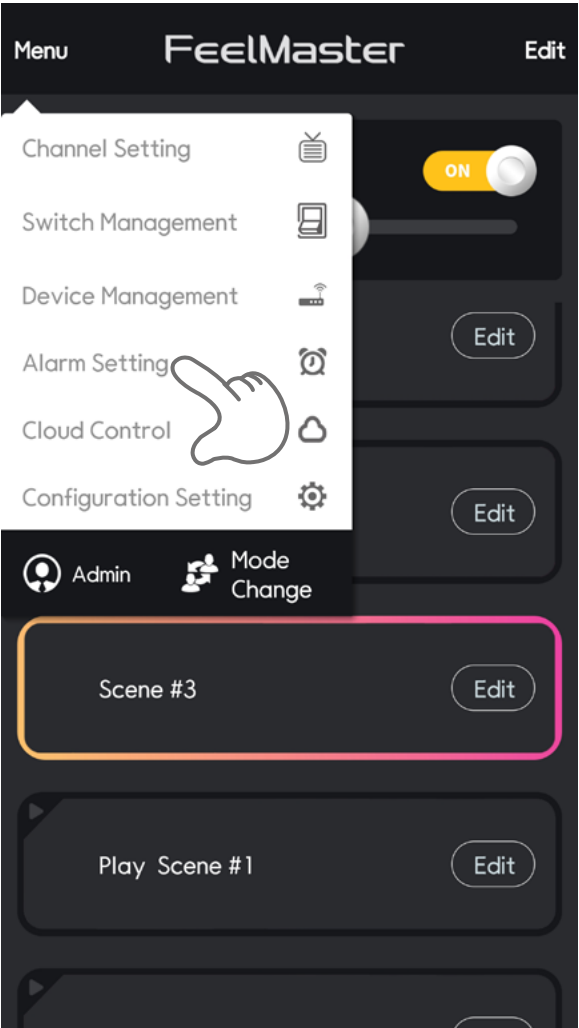 Menu FeelMaster Edit
Channel Setting
ON
Switch Management
Device Management
Edit
Alarm Setting
Cloud Control
Configuration Setting
Edit
Admin
Mode
Change
Scene #3 Edit
Play Scene #1 Edit